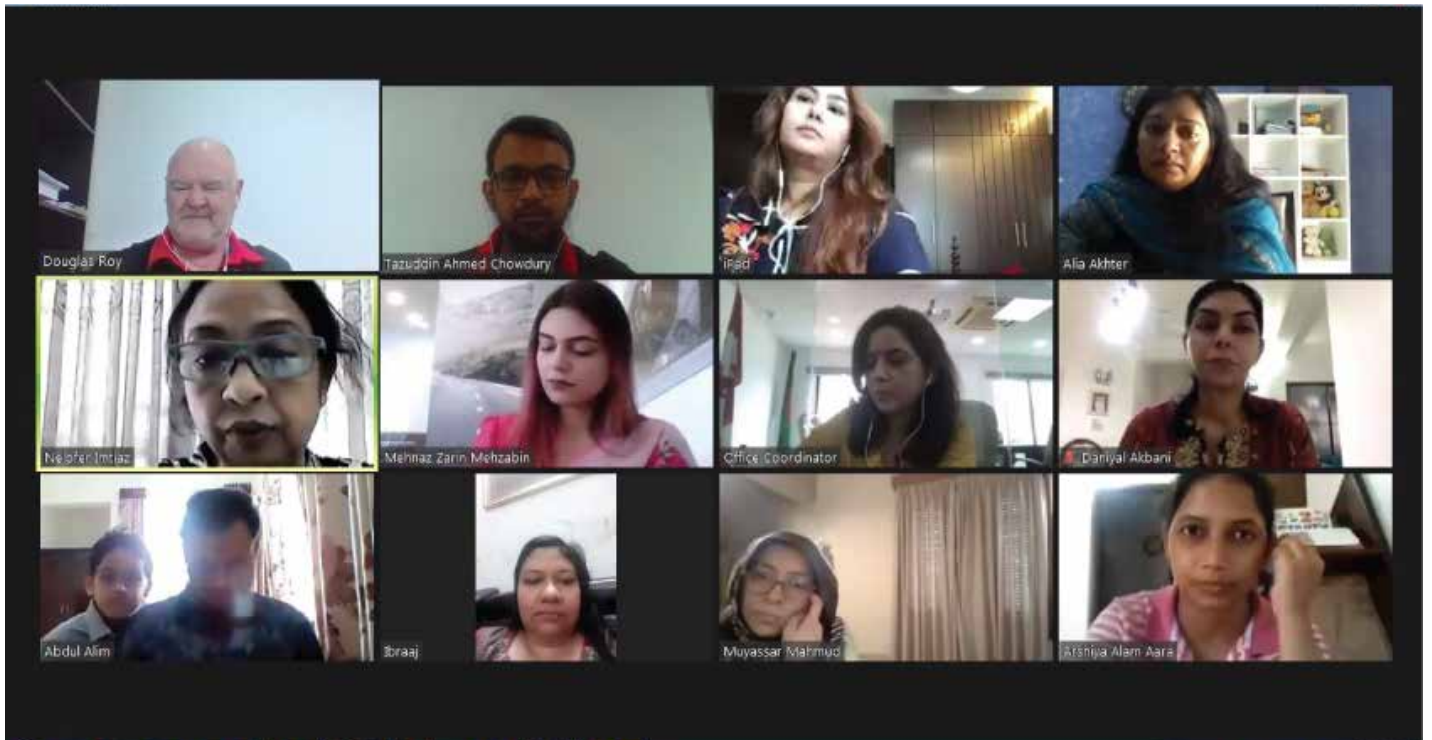 Douglas Roy
Tazuddin Ahmed Chowdury
iPad
Alia Akhter
Nelofer Imtiaz
Mehnaz Zarin Mehzabin
Office Coordinator
Daniyal Akbani
Abdul Alim
Ibraaj
Muyassar Mahmud
Arshiya Alam Aara